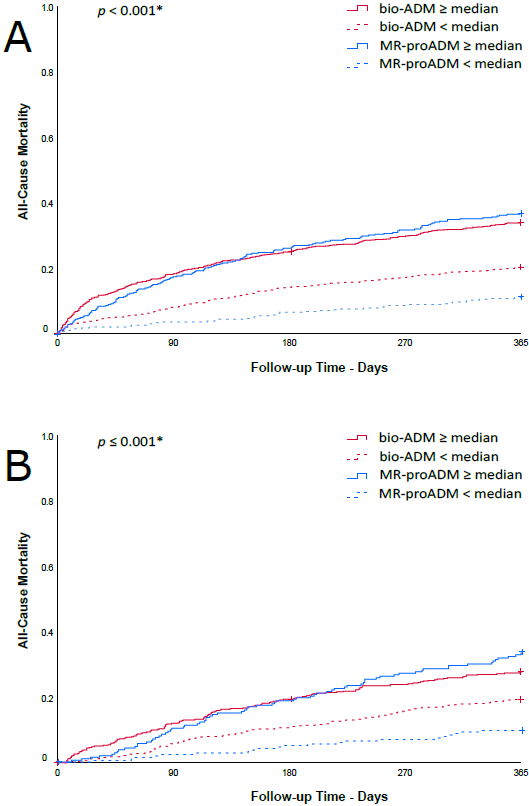 A
p < 0.001*
bio-ADM ≥ median
bio-ADM < median
MR-proADM ≥ median
MR-proADM < median
All-Cause Mortality
1.0
0.8
0.6
0.4
0.2
0
0 90 180 270 365
Follow-up Time - Days
B
p ≤ 0.001*
bio-ADM ≥ median
bio-ADM < median
MR-proADM ≥ median
MR-proADM < median
All-Cause Mortality
1.0
0.8
0.6
0.4
0.2
0
0 90 180 270 365
Follow-up Time - Days